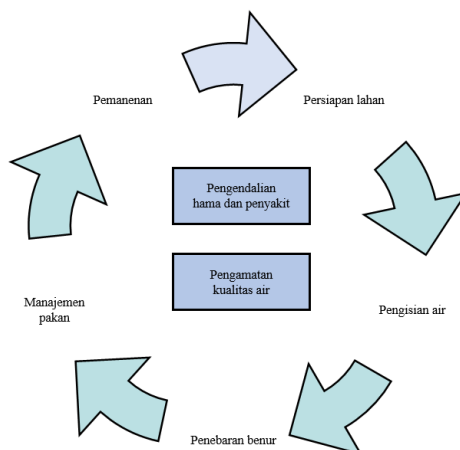 Pemanenan
Persiapan lahan
Pengendalian
hama dan penyakit
Pengamatan
kualitas air
Manajemen
pakan
Pengisian air
Penebaran benur